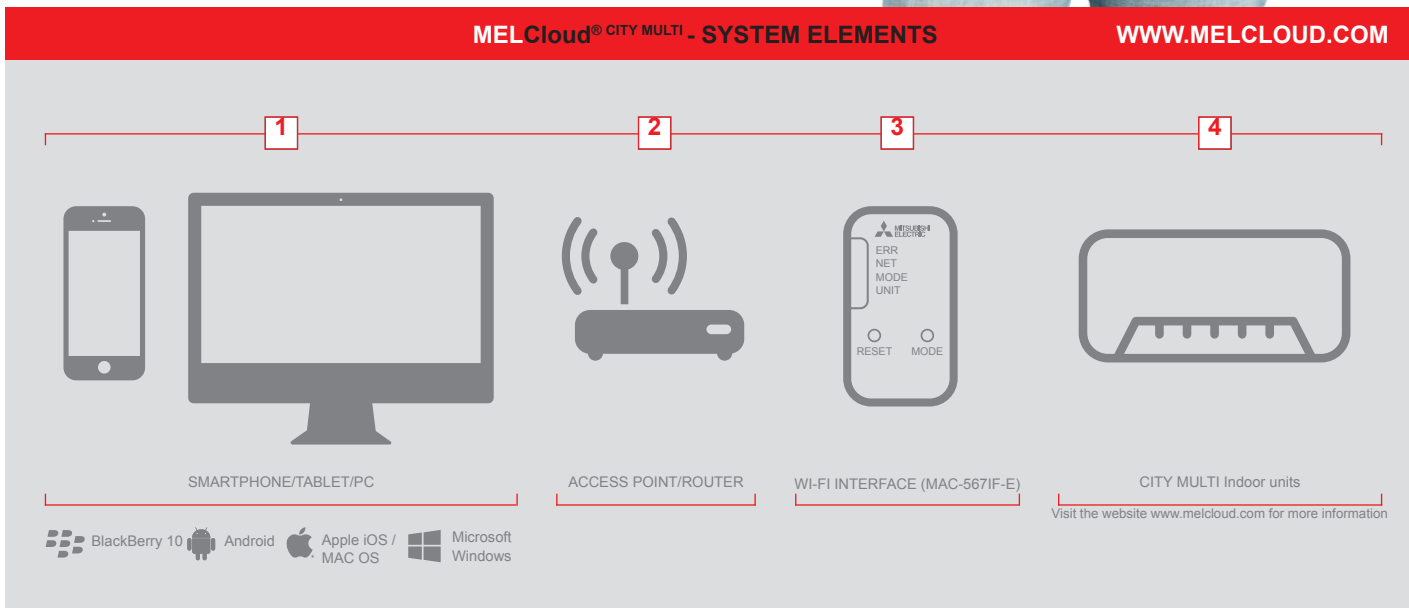 MELCloud® CITY MULTI - SYSTEM ELEMENTS
WWW.MELCLOUD.COM
1
2
3
4
MITSUBISHI
ELECTRIC
ERR
NET
MODE
UNIT
RESET
MODE
SMARTPHONE/TABLET/PC
ACCESS POINT/ROUTER
WI-FI INTERFACE (MAC-567IF-E)
CITY MULTI Indoor units
Visit the website www.melcloud.com for more information
BlackBerry 10
Android
Apple iOS /
MAC OS
Microsoft
Windows